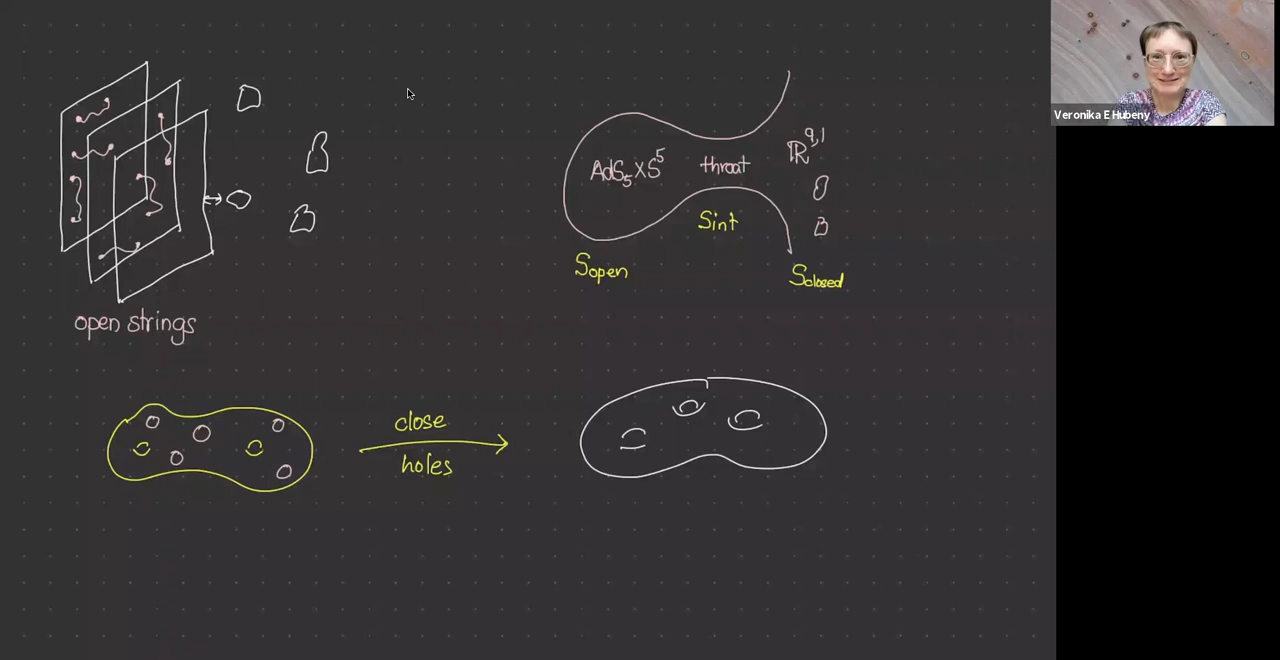 Veronika E Hubeny
AdS₅×S⁵
throat
ℝ⁹,¹
Sint
Sopen
Sclosed
open strings
close
holes